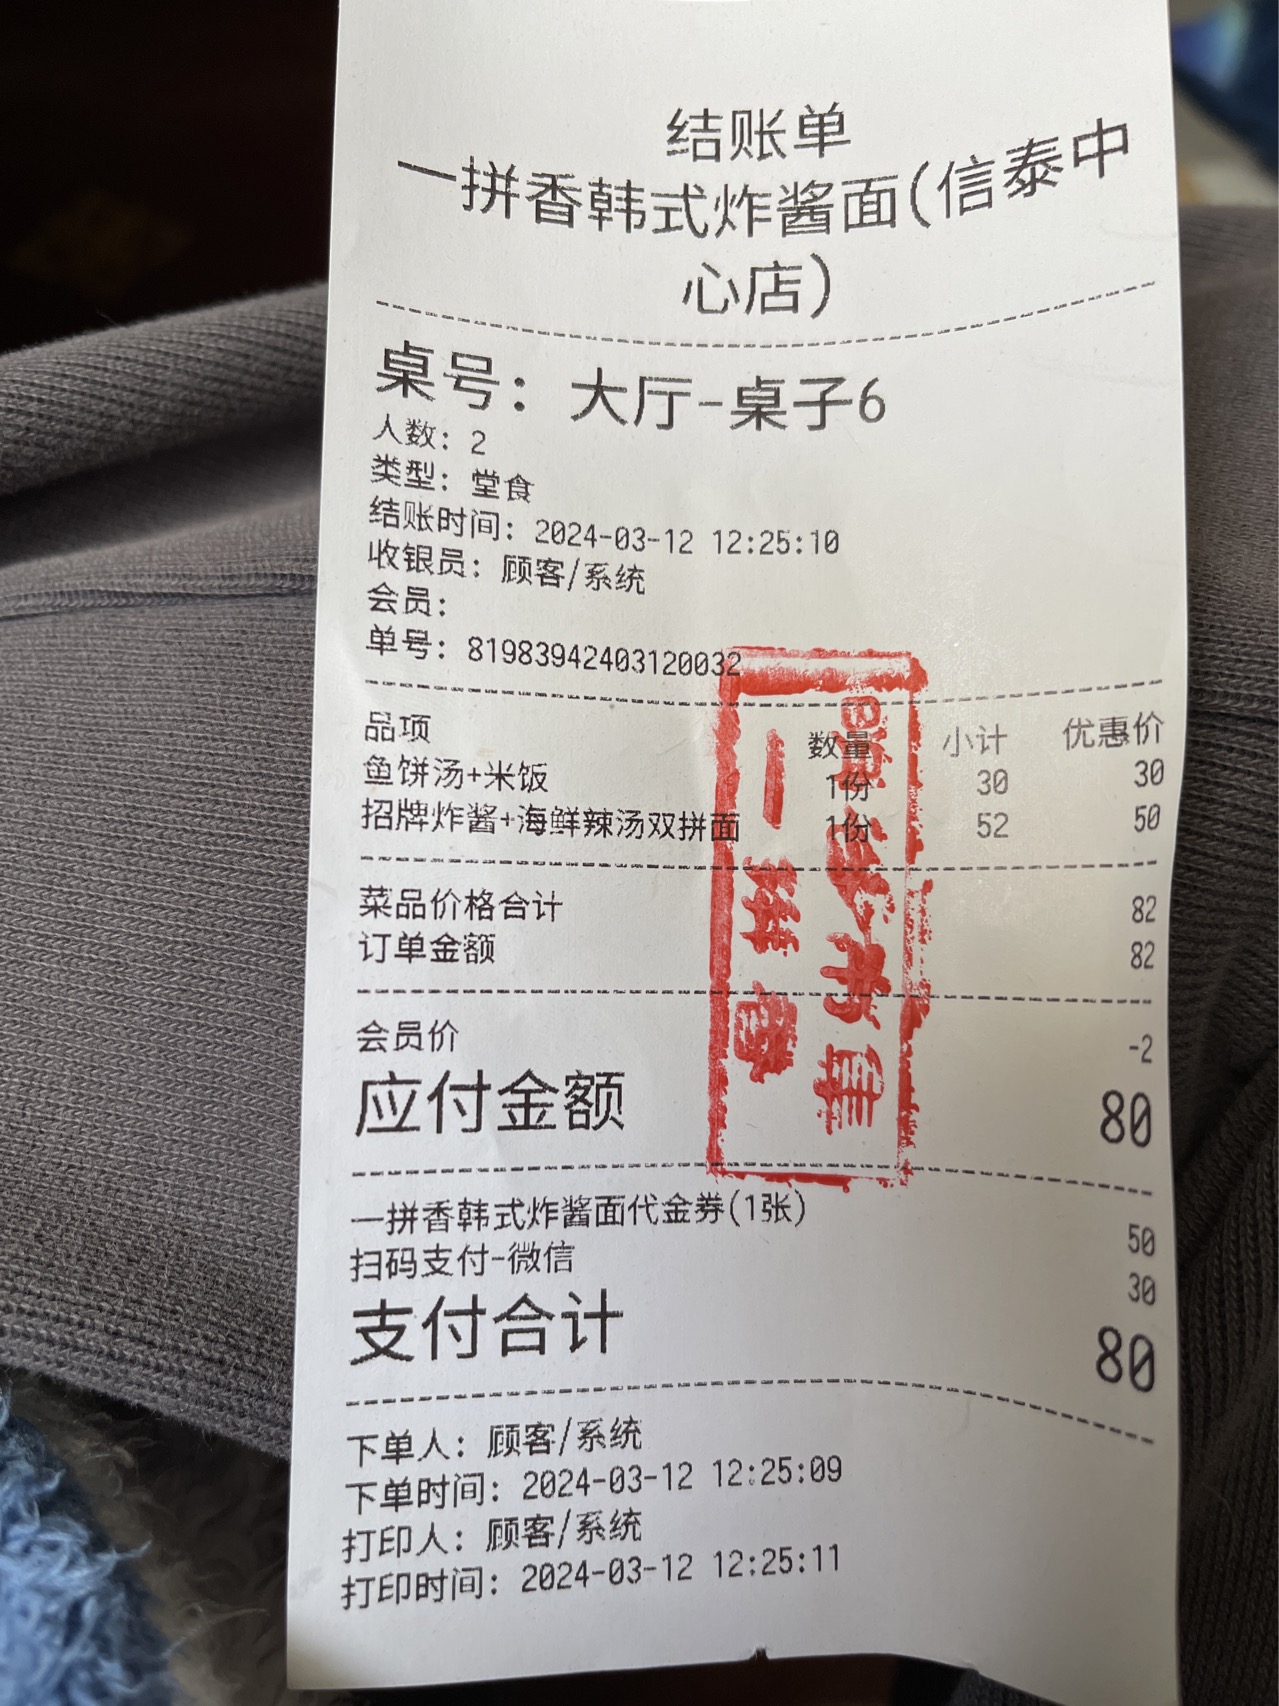 结账单
一拼香韩式炸酱面(信泰中
心店)
桌号：大厅-桌子6
人数：2
类型：堂食
结账时间：2024-03-12 12:25:10
收银员：顾客/系统
会员：
单号：81983942403120032
品项 数量 小计 优惠价
鱼饼汤+米饭 1份 30 30
招牌炸酱+海鲜辣汤双拼面 1份 52 50
菜品价格合计 82
订单金额 82
会员价 -2
应付金额 80
一拼香韩式炸酱面代金券(1张) 50
扫码支付-微信 30
支付合计 80
下单人：顾客/系统
下单时间：2024-03-12 12:25:09
打印人：顾客/系统
打印时间：2024-03-12 12:25:11
一拼香